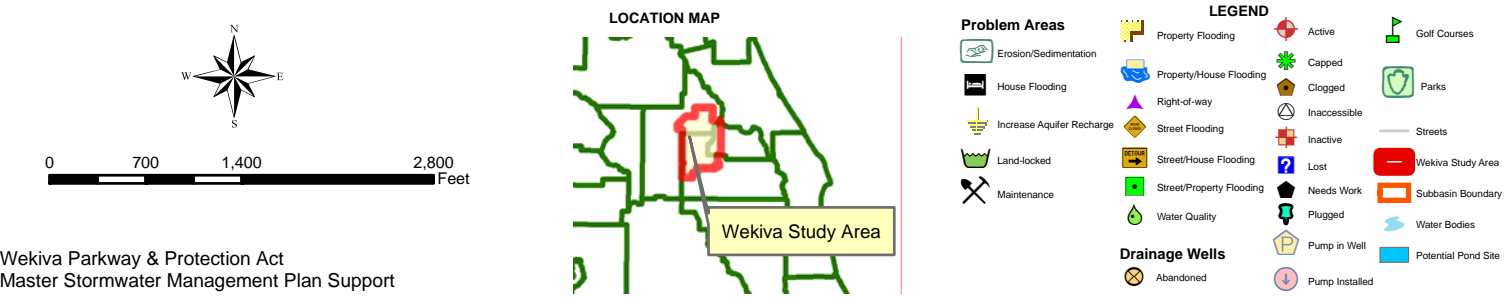 N
W
E
S
0 700 1,400 2,800
Feet
Wekiva Parkway & Protection Act
Master Stormwater Management Plan Support
LOCATION MAP
Wekiva Study Area
LEGEND
Problem Areas
Erosion/Sedimentation
House Flooding
Increase Aquifer Recharge
Land-locked
Maintenance
Property Flooding
Property/House Flooding
Right-of-way
ROAD CLOSED
Street Flooding
DETOUR
Street/House Flooding
Street/Property Flooding
Water Quality
Drainage Wells
Abandoned
Active
Capped
Clogged
Inaccessible
Inactive
?
Lost
Needs Work
Plugged
P
Pump in Well
Pump Installed
Golf Courses
Parks
Streets
Wekiva Study Area
Subbasin Boundary
Water Bodies
Potential Pond Site